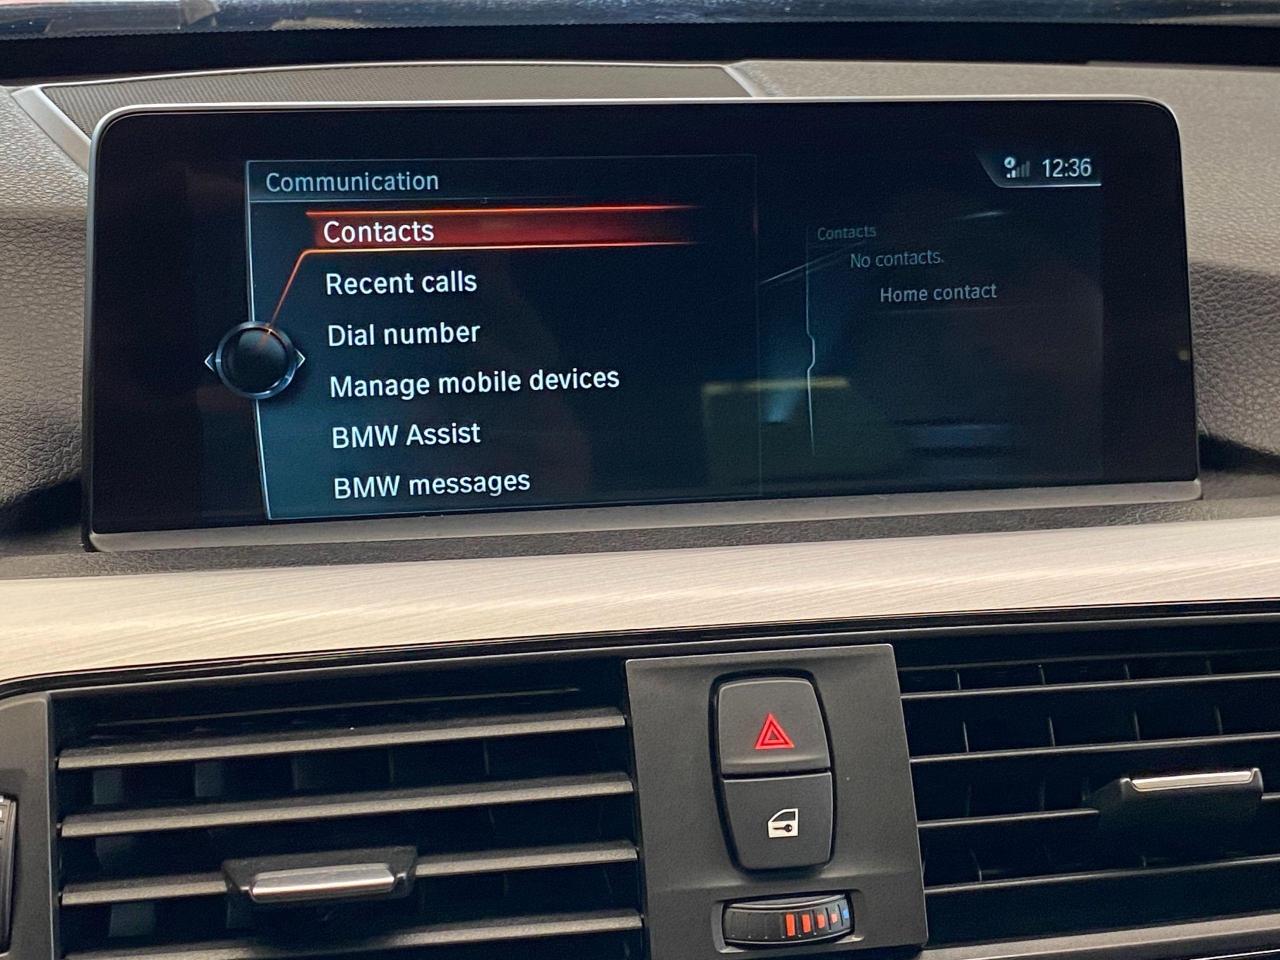 Communication
12:36
Contacts
Recent calls
Dial number
Manage mobile devices
BMW Assist
BMW messages
Contacts
No contacts.
Home contact